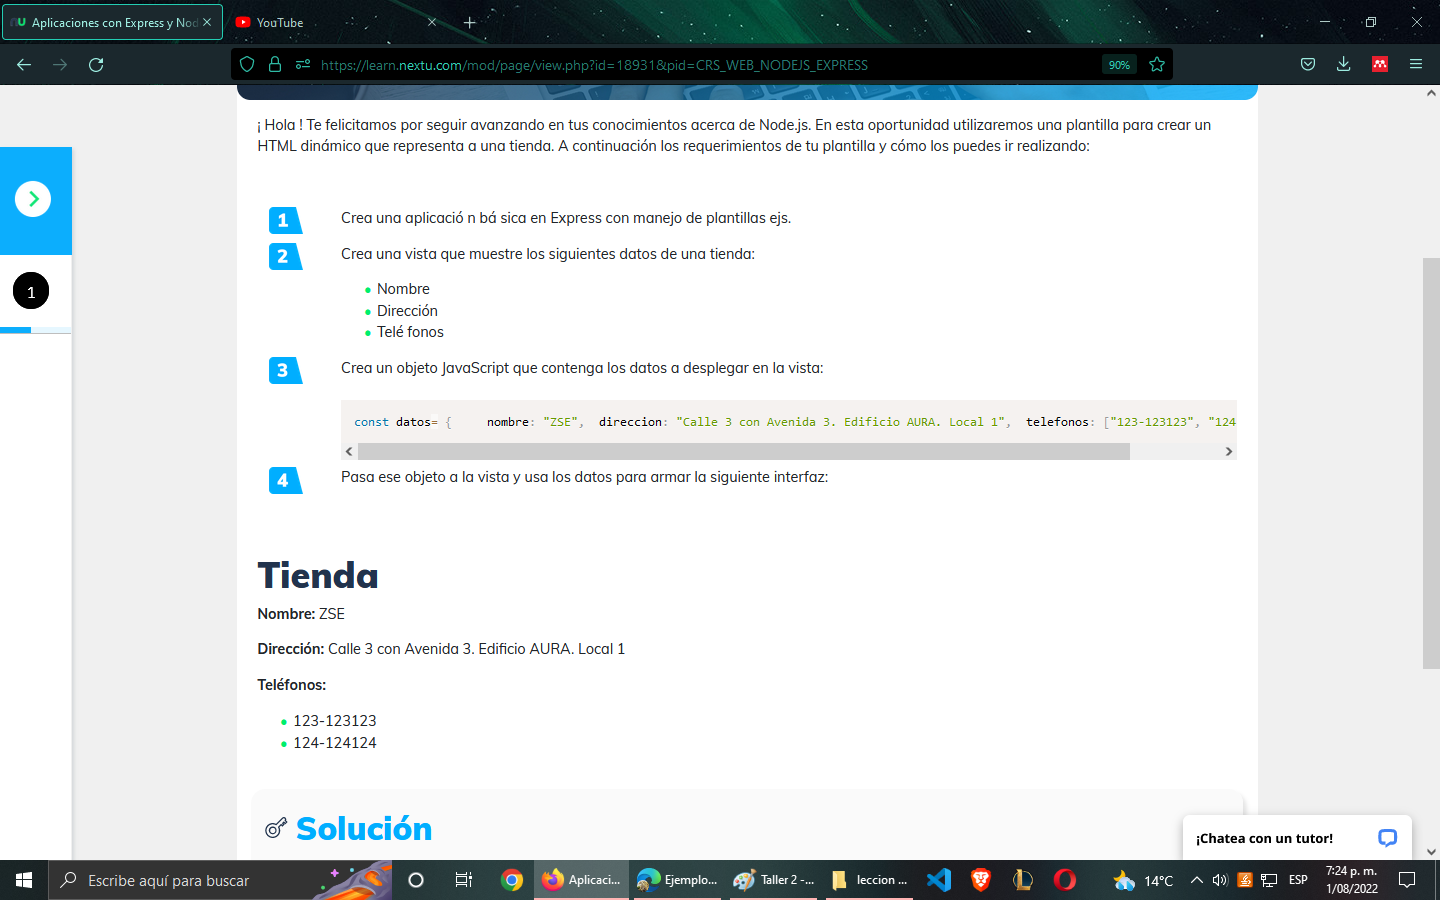 Aplicaciones con Express y Nod
YouTube
https://learn.nextu.com/mod/page/view.php?id=18931&pid=CRS_WEB_NODEJS_EXPRESS
90%
¡ Hola ! Te felicitamos por seguir avanzando en tus conocimientos acerca de Node.js. En esta oportunidad utilizaremos una plantilla para crear un
HTML dinámico que representa a una tienda. A continuación los requerimientos de tu plantilla y cómo los puedes ir realizando:
1
1 Crea una aplicació n bá sica en Express con manejo de plantillas ejs.
2 Crea una vista que muestre los siguientes datos de una tienda:
Nombre
Dirección
Telé fonos
3 Crea un objeto JavaScript que contenga los datos a desplegar en la vista:
const datos= { nombre: "ZSE", direccion: "Calle 3 con Avenida 3. Edificio AURA. Local 1", telefonos: ["123-123123", "124
4 Pasa ese objeto a la vista y usa los datos para armar la siguiente interfaz:
Tienda
Nombre: ZSE
Dirección: Calle 3 con Avenida 3. Edificio AURA. Local 1
Teléfonos:
123-123123
124-124124
Solución
¡Chatea con un tutor!
Escribe aquí para buscar
Aplicaci...
Ejemplo...
Taller 2 -...
leccion ...
14°C
ESP
7:24 p. m.
1/08/2022